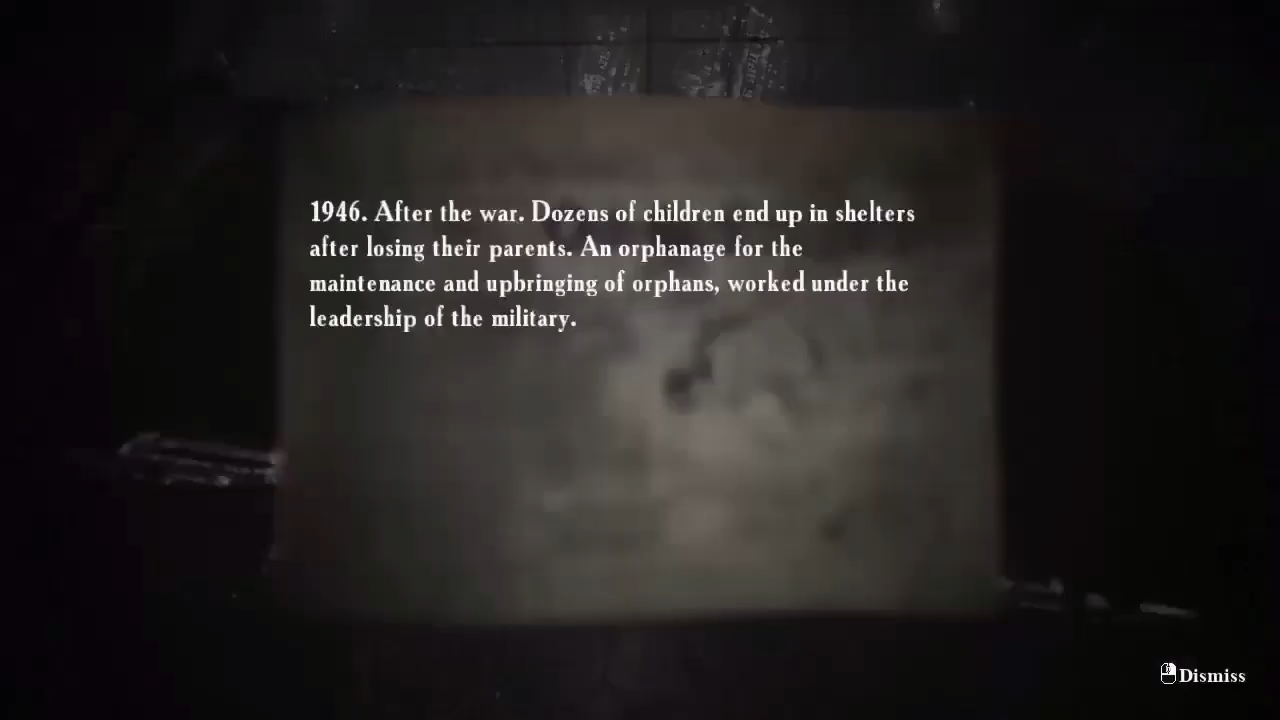 1946. After the war. Dozens of children end up in shelters
after losing their parents. An orphanage for the
maintenance and upbringing of orphans, worked under the
leadership of the military.
Dismiss